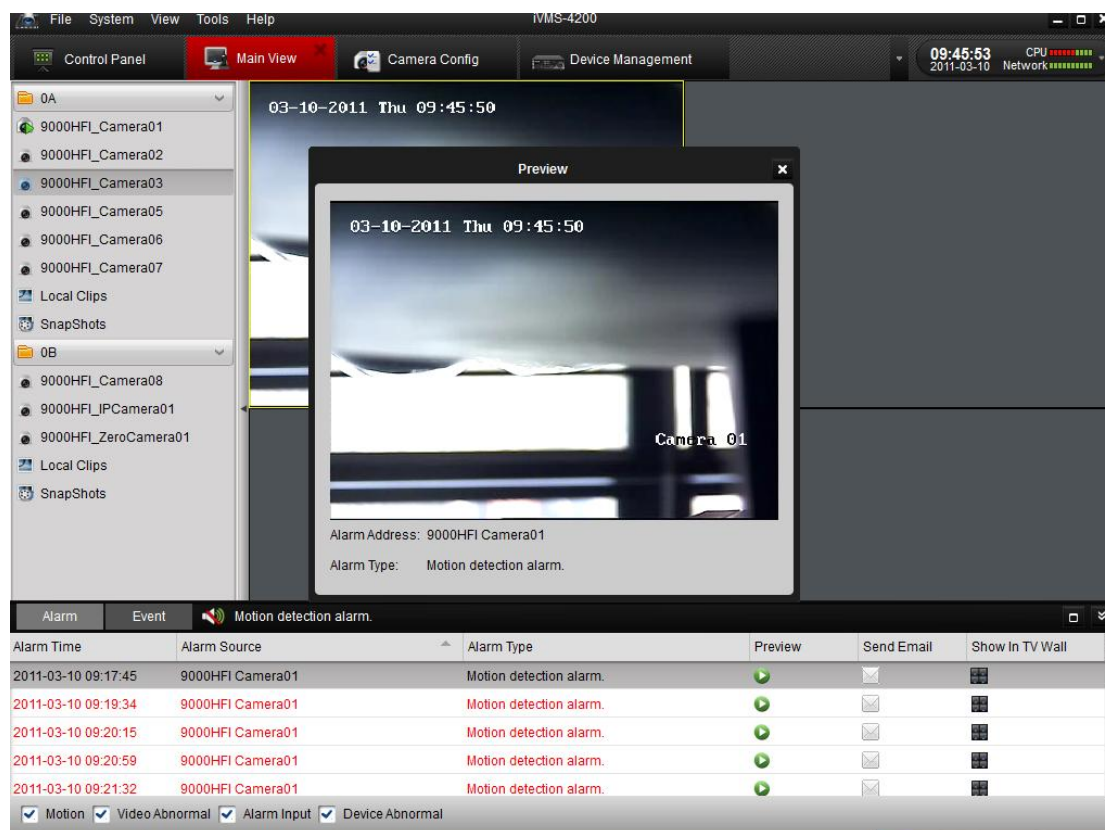 File System View Tools Help iVMS-4200
Control Panel Main View Camera Config Device Management 09:45:53 CPU
2011-03-10 Network
0A
9000HFI_Camera01
9000HFI_Camera02
9000HFI_Camera03
9000HFI_Camera05
9000HFI_Camera06
9000HFI_Camera07
Local Clips
SnapShots
0B
9000HFI_Camera08
9000HFI_IPCamera01
9000HFI_ZeroCamera01
Local Clips
SnapShots
03-10-2011 Thu 09:45:50
Preview
03-10-2011 Thu 09:45:50
Camera 01
Alarm Address: 9000HFI Camera01
Alarm Type: Motion detection alarm.
Alarm Event Motion detection alarm.
Alarm Time Alarm Source Alarm Type Preview Send Email Show In TV Wall
2011-03-10 09:17:45 9000HFI Camera01 Motion detection alarm.
2011-03-10 09:19:34 9000HFI Camera01 Motion detection alarm.
2011-03-10 09:20:15 9000HFI Camera01 Motion detection alarm.
2011-03-10 09:20:59 9000HFI Camera01 Motion detection alarm.
2011-03-10 09:21:32 9000HFI Camera01 Motion detection alarm.
Motion Video Abnormal Alarm Input Device Abnormal